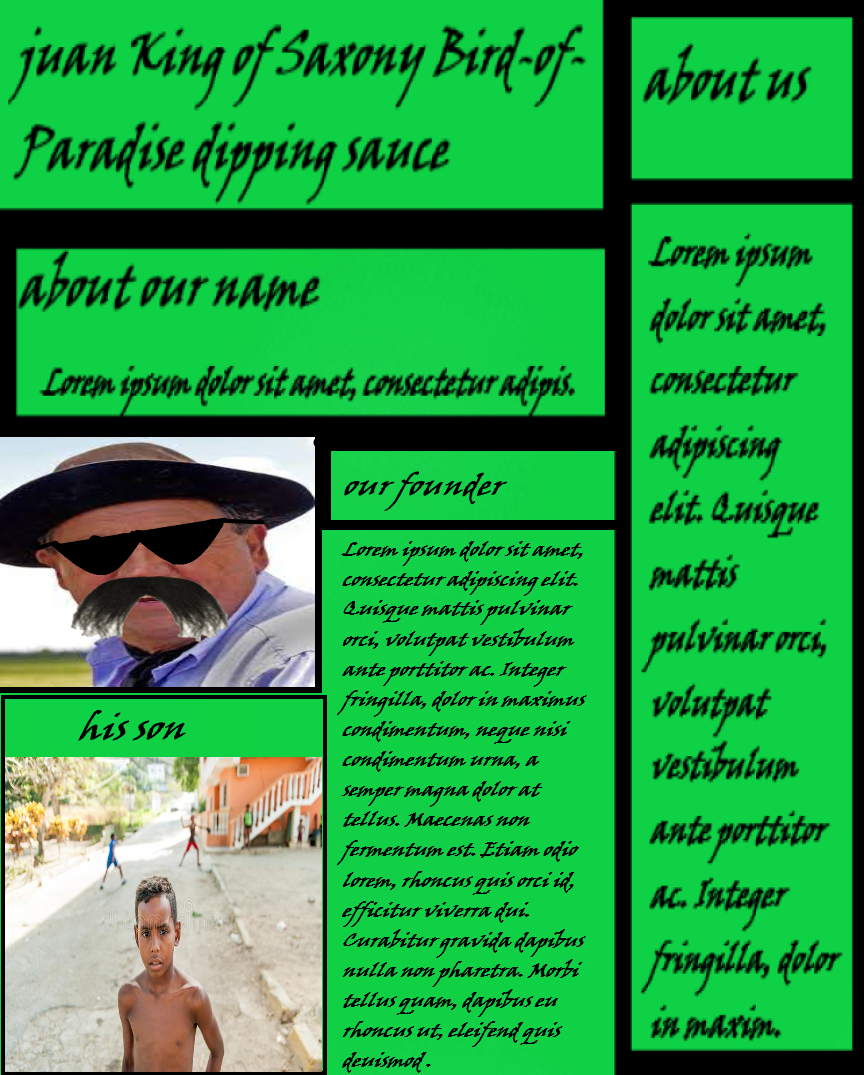 juan King of Saxony Bird-of-
Paradise dipping sauce
about our name
Lorem ipsum dolor sit amet, consectetur adipis.
our founder
Lorem ipsum dolor sit amet,
consectetur adipiscing elit.
Quisque mattis pulvinar
orci, volutpat vestibulum
ante porttitor ac. Integer
fringilla, dolor in maximus
condimentum, neque nisi
condimentum urna, a
semper magna dolor at
tellus. Maecenas non
fermentum est. Etiam odio
lorem, rhoncus quis orci id,
efficitur viverra dui.
Curabitur gravida dapibus
nulla non pharetra. Morbi
tellus quam, dapibus eu
rhoncus ut, eleifend quis
deuismod .
his son
about us
Lorem ipsum
dolor sit amet,
consectetur
adipiscing
elit. Quisque
mattis
pulvinar orci,
volutpat
vestibulum
ante porttitor
ac. Integer
fringilla, dolor
in maxim.